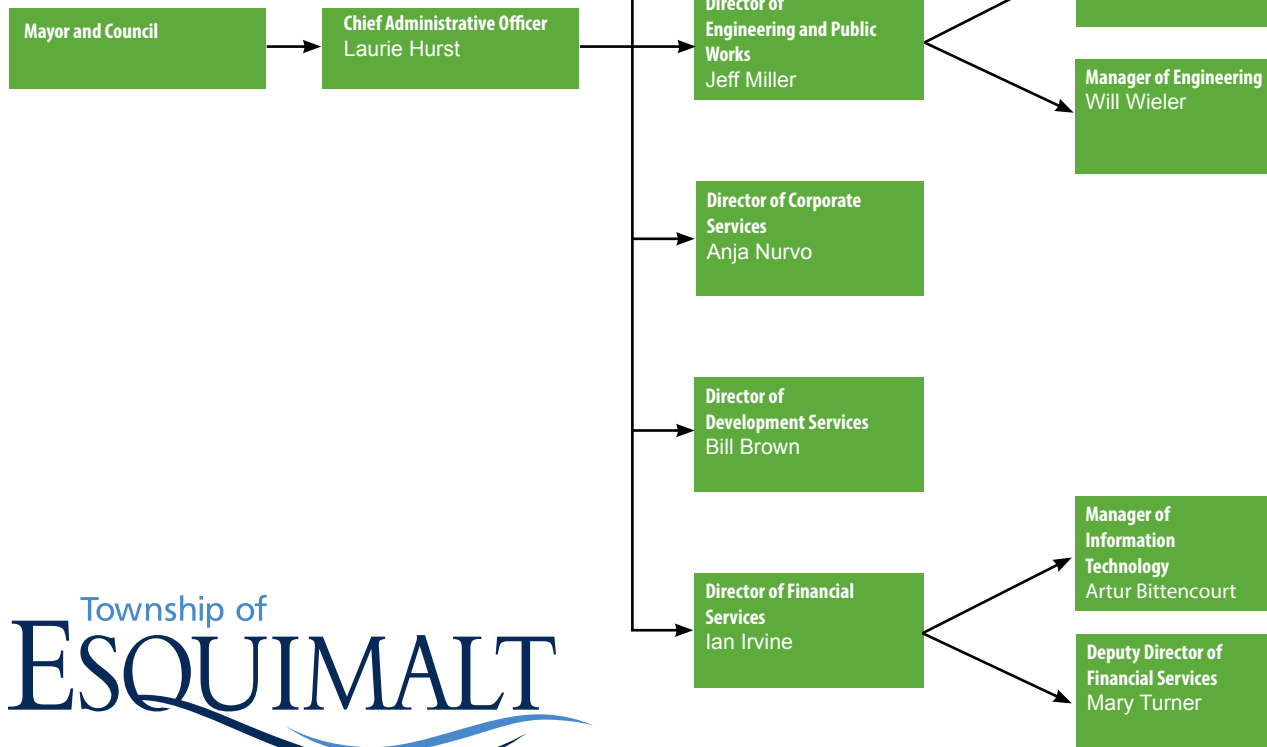 Mayor and Council
Chief Administrative Officer
Laurie Hurst
Director of
Engineering and Public
Works
Jeff Miller
Manager of Engineering
Will Wieler
Director of Corporate
Services
Anja Nurvo
Director of
Development Services
Bill Brown
Director of Financial
Services
Ian Irvine
Manager of
Information
Technology
Artur Bittencourt
Deputy Director of
Financial Services
Mary Turner
Township of
ESQUIMALT